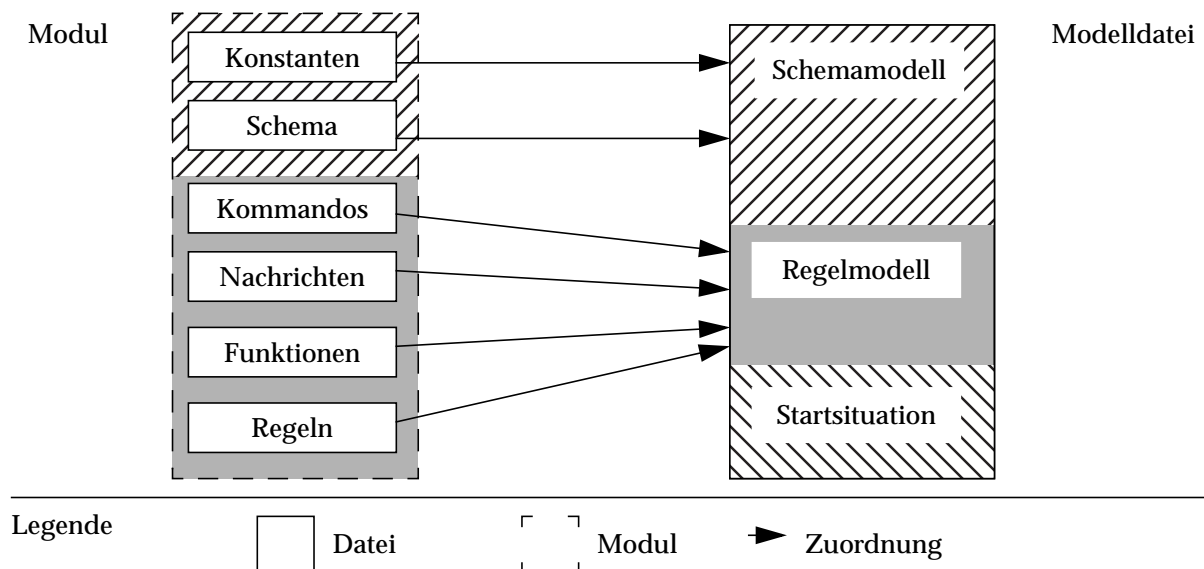 Modul
Konstanten
Schema
Kommandos
Nachrichten
Funktionen
Regeln
Modelldatei
Schemamodell
Regelmodell
Startsituation
Legende
Datei
Modul
Zuordnung